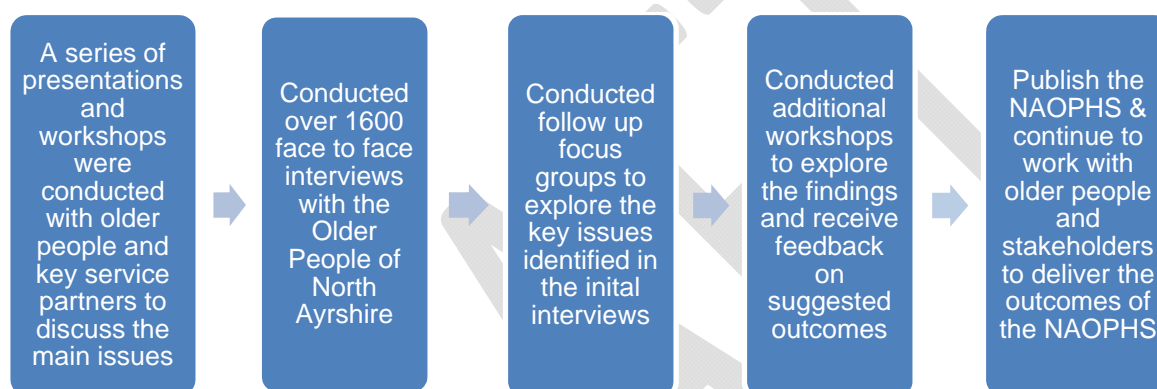 A series of
presentations
and
workshops
were
conducted
with older
people and
key service
partners to
discuss the
main issues
Conducted
over 1600
face to face
interviews
with the
Older
People of
North
Ayrshire
Conducted
follow up
focus
groups to
explore the
key issues
identified in
the inital
interviews
Conducted
additional
workshops
to explore
the findings
and receive
feedback
on
suggested
outcomes
Publish the
NAOPHS &
continue to
work with
older people
and
stakeholders
to deliver the
outcomes of
the NAOPHS